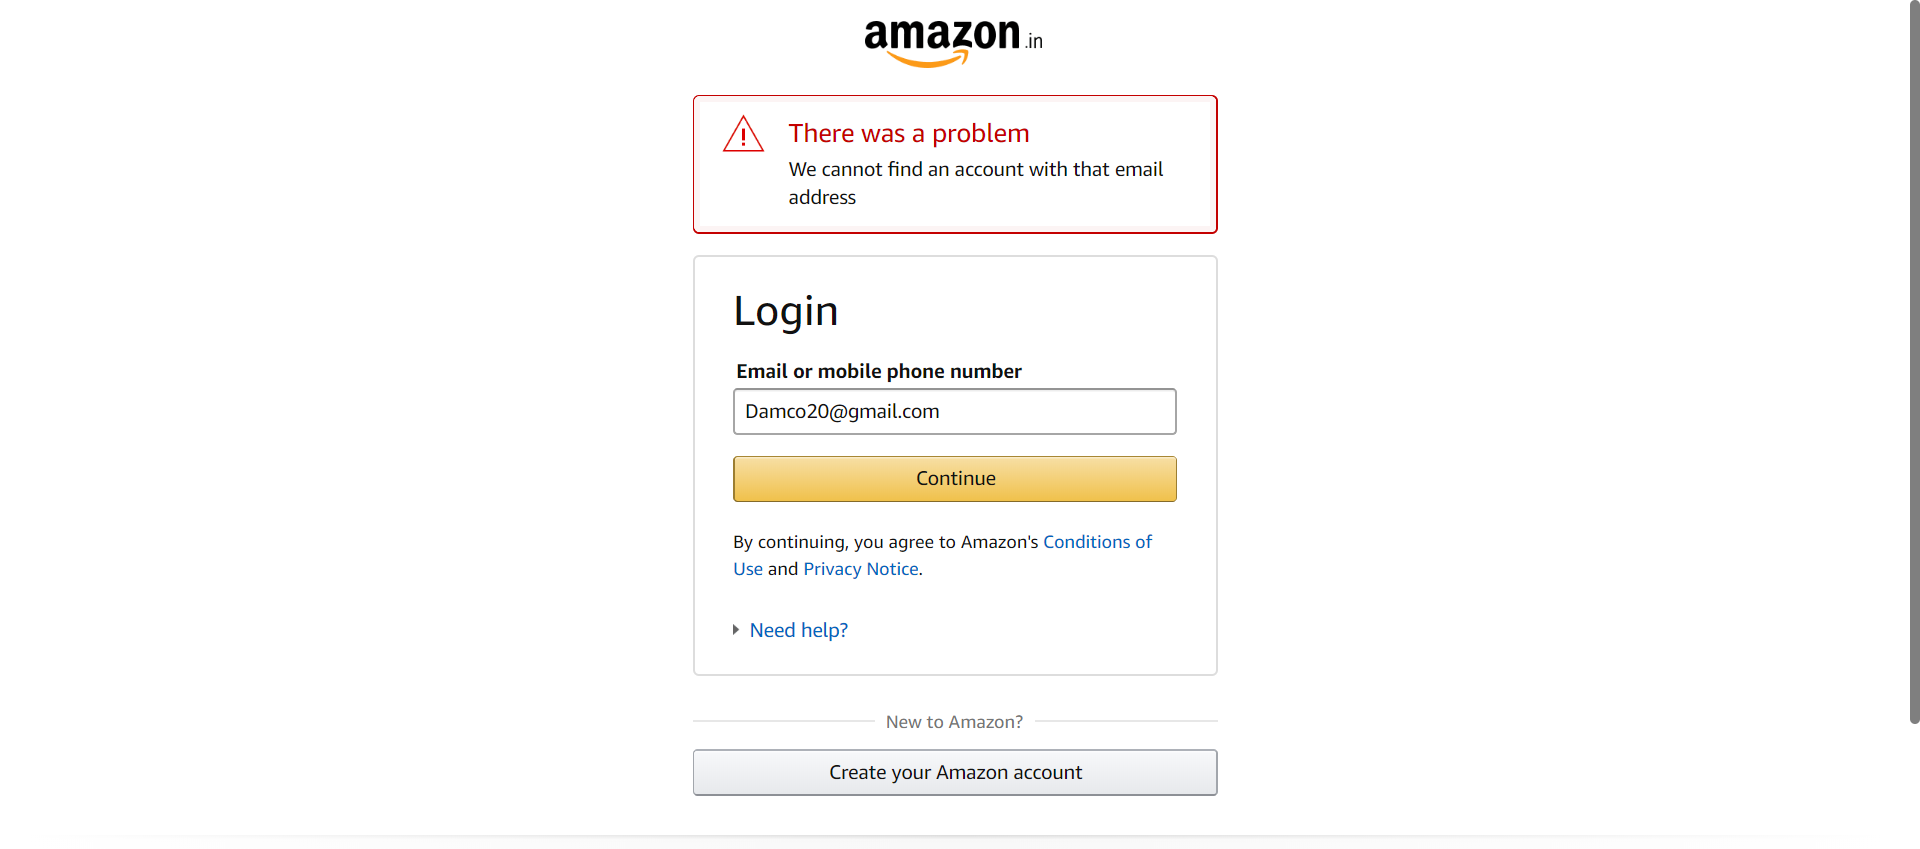 amazon.in
There was a problem
We cannot find an account with that email
address
Login
Email or mobile phone number
Damco20@gmail.com
Continue
By continuing, you agree to Amazon's Conditions of
Use and Privacy Notice.
Need help?
New to Amazon?
Create your Amazon account